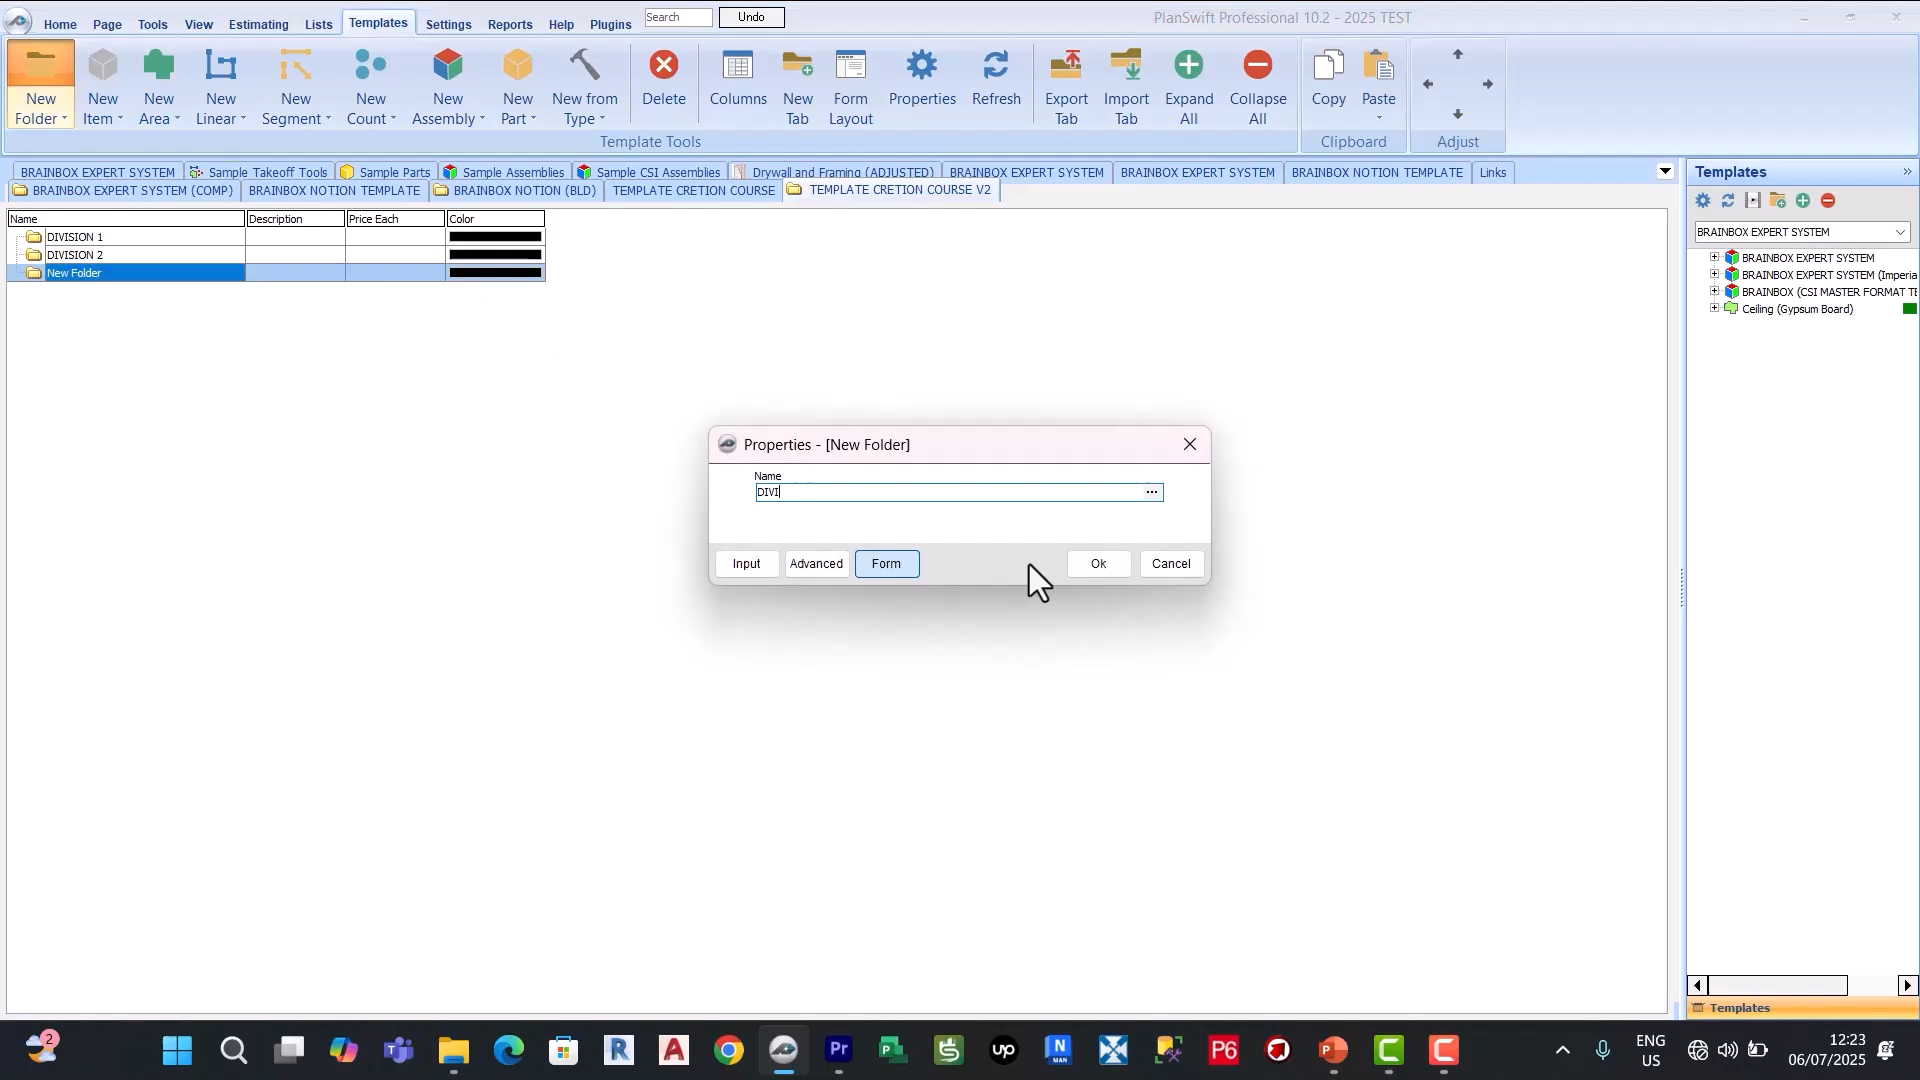 Home Page Tools View Estimating Lists Templates Settings Reports Help Plugins Search Undo PlanSwift Professional 10.2 - 2025 TEST
New Folder
New Item
New Area
New Linear
New Segment
New Count
New Assembly
New Part
New from Type
Delete
Columns
New Tab
Form Layout
Properties
Refresh
Export Tab
Import Tab
Expand All
Collapse All
Copy
Paste
Template Tools
Clipboard
Adjust
BRAINBOX EXPERT SYSTEM Sample Takeoff Tools Sample Parts Sample Assemblies Sample CSI Assemblies Drywall and Framing (ADJUSTED) BRAINBOX EXPERT SYSTEM BRAINBOX EXPERT SYSTEM BRAINBOX NOTION TEMPLATE Links
BRAINBOX EXPERT SYSTEM (COMP) BRAINBOX NOTION TEMPLATE BRAINBOX NOTION (BLD) TEMPLATE CRETION COURSE TEMPLATE CRETION COURSE V2
Name Description Price Each Color
DIVISION 1
DIVISION 2
New Folder
Properties - [New Folder]
Name
DIVI
...
Input Advanced Form Ok Cancel
Templates
BRAINBOX EXPERT SYSTEM
BRAINBOX EXPERT SYSTEM
BRAINBOX EXPERT SYSTEM (Imperia
BRAINBOX (CSI MASTER FORMAT TE
Ceiling (Gypsum Board)
Templates
2
R
A
Pr
up
N
MAN
P6
P
C
C
ENG
US
12:23
06/07/2025